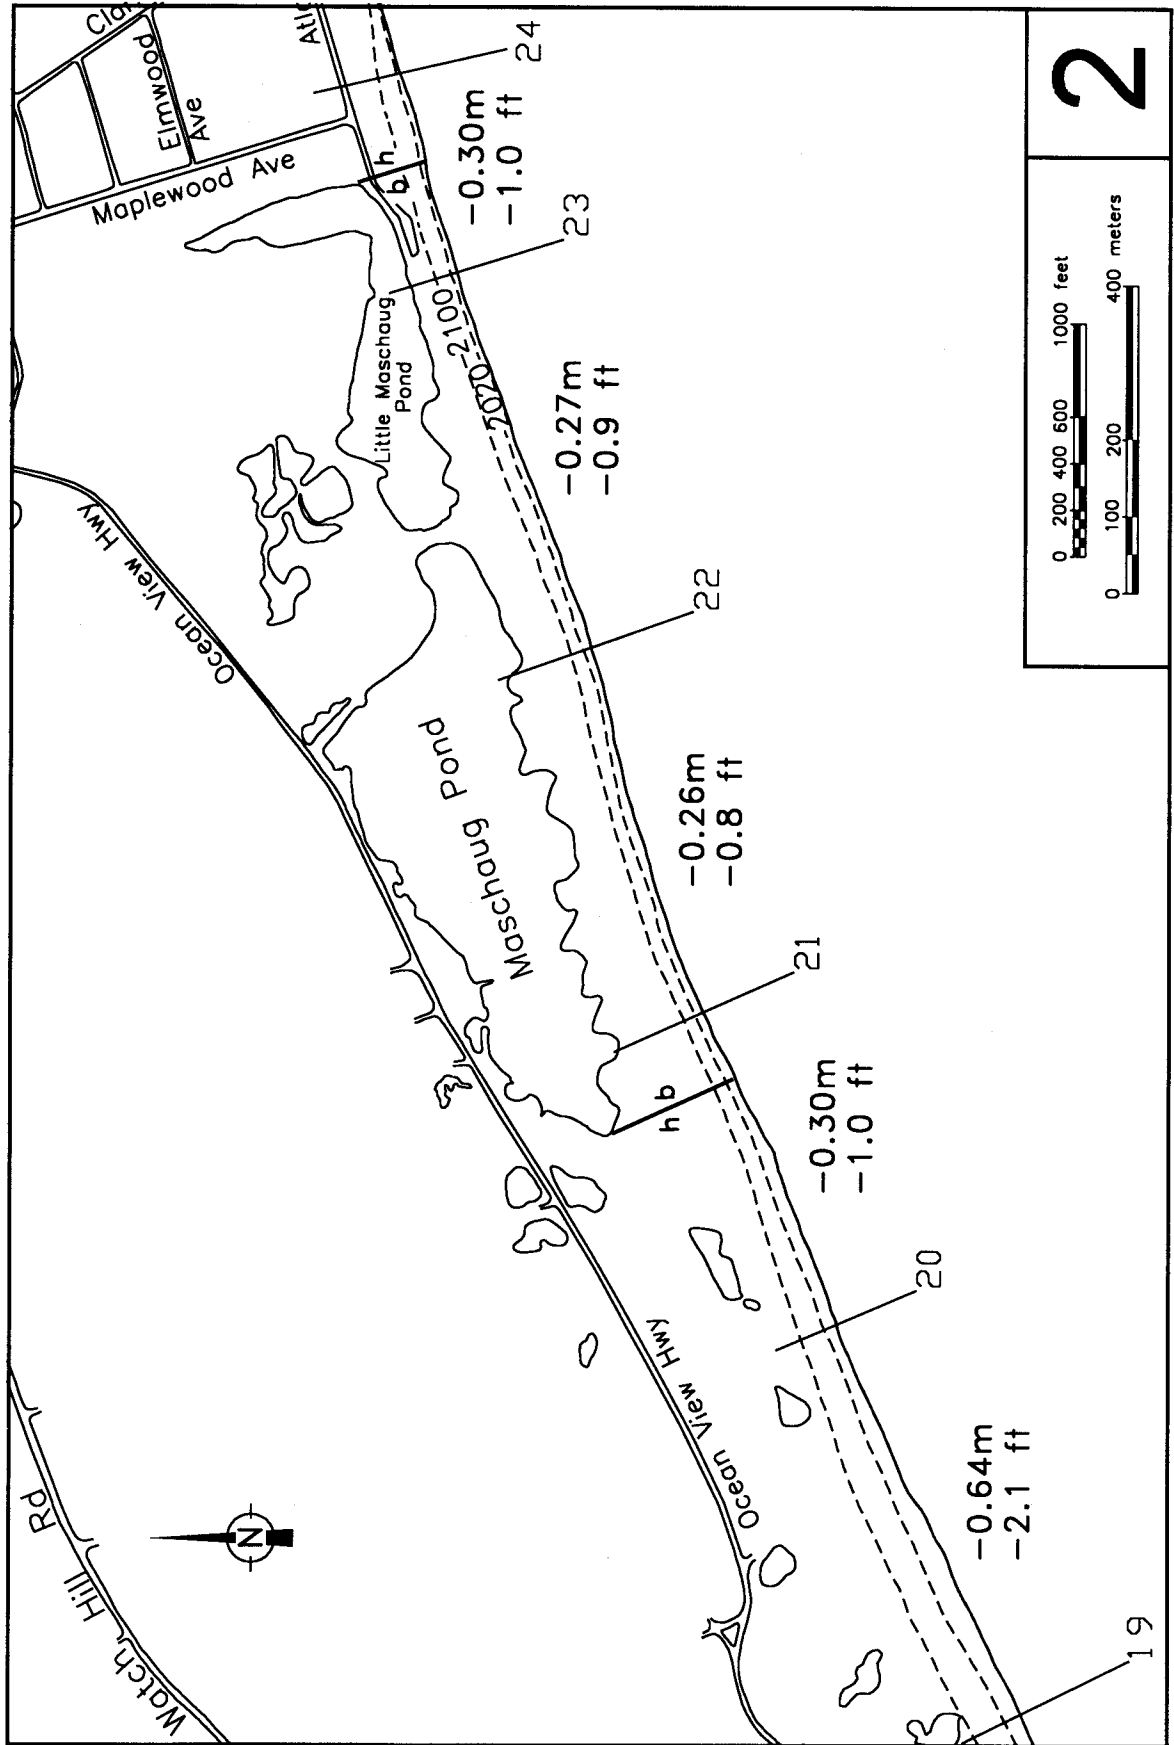 Watch Hill Rd
N
Ocean View Hwy
Ocean View Hwy
Maschaug Pond
Little Maschaug
Pond
Maplewood Ave
Elmwood
Ave
h b
b h
2020
2100
19
-0.64m
-2.1 ft
20
-0.30m
-1.0 ft
21
-0.26m
-0.8 ft
22
-0.27m
-0.9 ft
23
-0.30m
-1.0 ft
24
0 200 400 600 1000 feet
0 100 200 400 meters
2